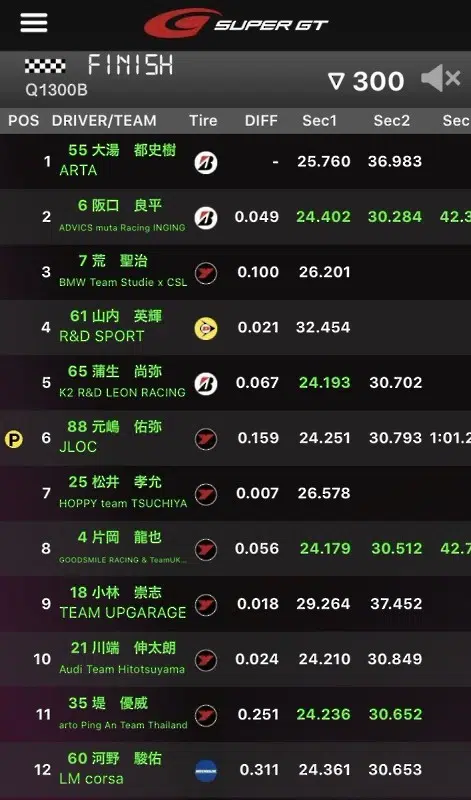 SUPER GT
FINISH
Q1300B
▽ 300
POS DRIVER/TEAM Tire DIFF Sec1 Sec2 Sec
1 55 大湯 都史樹 - 25.760 36.983
ARTA
2 6 阪口 良平 0.049 24.402 30.284 42.3
ADVICS muta Racing INGING
3 7 荒 聖治 0.100 26.201
BMW Team Studie x CSL
4 61 山内 英輝 0.021 32.454
R&D SPORT
5 65 蒲生 尚弥 0.067 24.193 30.702
K2 R&D LEON RACING
P 6 88 元嶋 佑弥 0.159 24.251 30.793 1:01.2
JLOC
7 25 松井 孝允 0.007 26.578
HOPPY team TSUCHIYA
8 4 片岡 龍也 0.056 24.179 30.512 42.7
GOODSMILE RACING & TeamUK...
9 18 小林 崇志 0.018 29.264 37.452
TEAM UPGARAGE
10 21 川端 伸太朗 0.024 24.210 30.849
Audi Team Hitotsuyama
11 35 堤 優威 0.251 24.236 30.652
arto Ping An Team Thailand
12 60 河野 駿佑 0.311 24.361 30.653
LM corsa